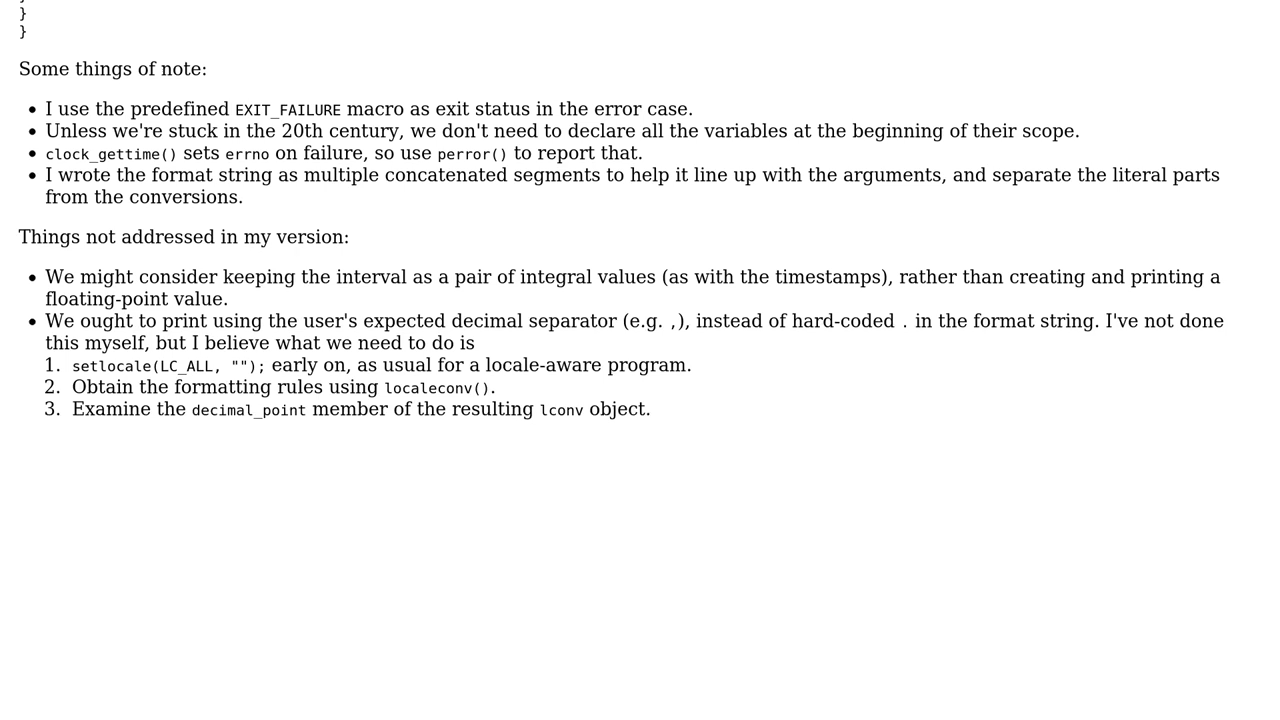 }
}
Some things of note:
• I use the predefined EXIT_FAILURE macro as exit status in the error case.
• Unless we're stuck in the 20th century, we don't need to declare all the variables at the beginning of their scope.
• clock_gettime() sets errno on failure, so use perror() to report that.
• I wrote the format string as multiple concatenated segments to help it line up with the arguments, and separate the literal parts
from the conversions.
Things not addressed in my version:
• We might consider keeping the interval as a pair of integral values (as with the timestamps), rather than creating and printing a
floating-point value.
• We ought to print using the user's expected decimal separator (e.g. ,), instead of hard-coded . in the format string. I've not done
this myself, but I believe what we need to do is
1. setlocale(LC_ALL, ""); early on, as usual for a locale-aware program.
2. Obtain the formatting rules using localeconv().
3. Examine the decimal_point member of the resulting lconv object.